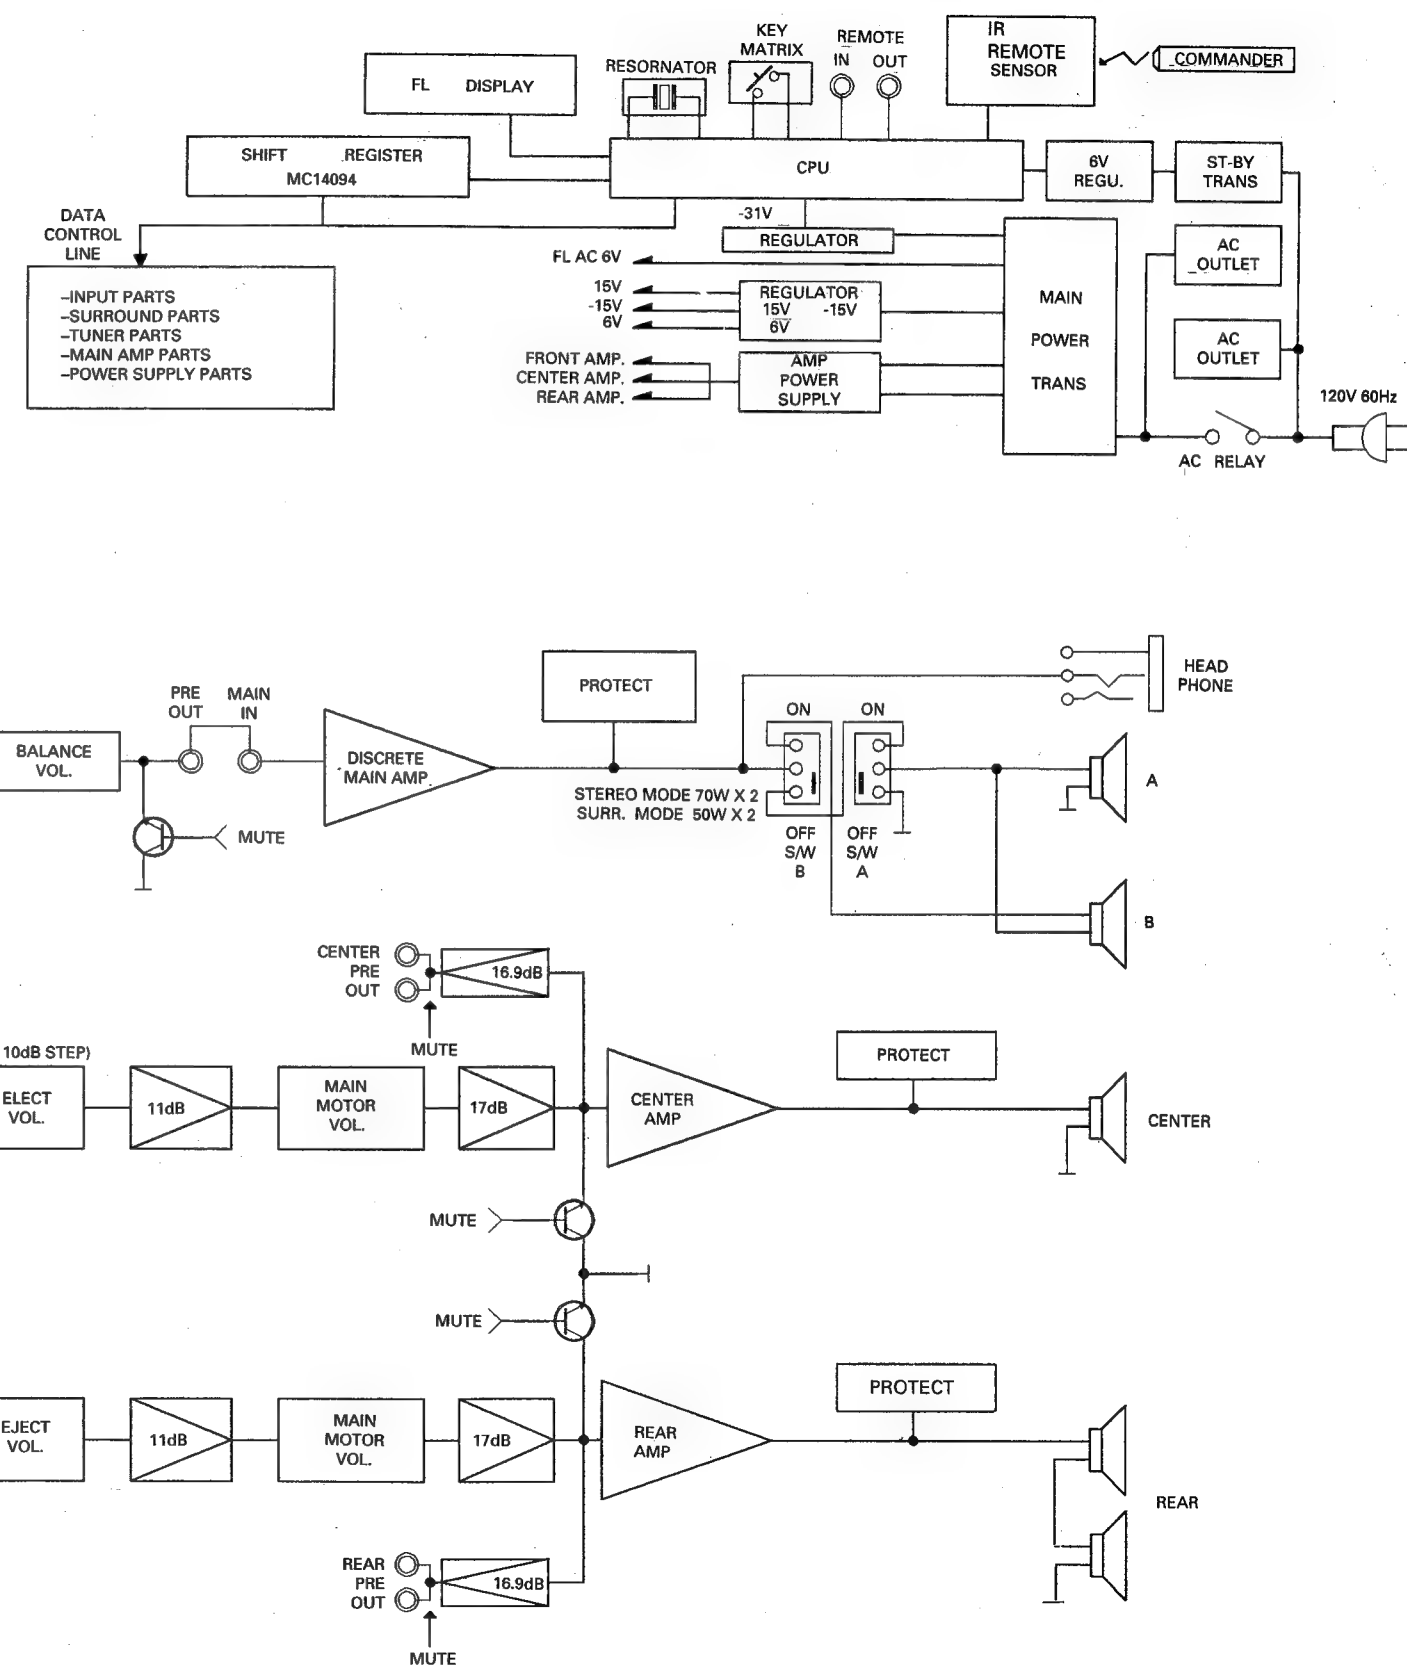 IR
REMOTE
SENSOR
COMMANDER
KEY
MATRIX
REMOTE
IN OUT
RESORNATOR
FL DISPLAY
SHIFT REGISTER
MC14094
CPU
6V
REGU.
ST-BY
TRANS
DATA
CONTROL
LINE
-31V
REGULATOR
AC
OUTLET
FL AC 6V
15V
-15V
6V
REGULATOR
15V -15V
6V
MAIN
POWER
TRANS
AC
OUTLET
–INPUT PARTS
–SURROUND PARTS
–TUNER PARTS
–MAIN AMP PARTS
–POWER SUPPLY PARTS
FRONT AMP.
CENTER AMP.
REAR AMP.
AMP
POWER
SUPPLY
120V 60Hz
AC RELAY
PROTECT
HEAD
PHONE
PRE
OUT
MAIN
IN
ON
ON
BALANCE
VOL.
DISCRETE
MAIN AMP.
STEREO MODE 70W X 2
SURR. MODE 50W X 2
A
MUTE
OFF
S/W
B
OFF
S/W
A
B
CENTER
PRE
OUT
16.9dB
MUTE
10dB STEP)
ELECT
VOL.
11dB
MAIN
MOTOR
VOL.
17dB
CENTER
AMP
PROTECT
CENTER
MUTE
MUTE
EJECT
VOL.
11dB
MAIN
MOTOR
VOL.
17dB
REAR
AMP
PROTECT
REAR
REAR
PRE
OUT
16.9dB
MUTE